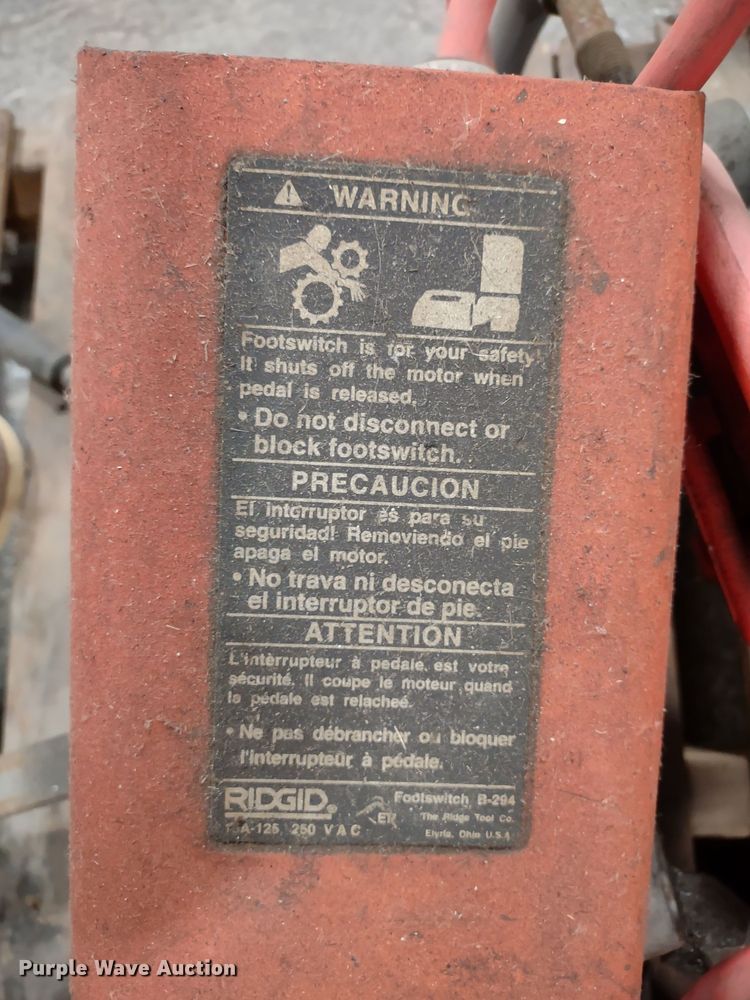 WARNING
Footswitch is for your safety!
It shuts off the motor when
pedal is released.
• Do not disconnect or
block footswitch.
PRECAUCION
El interruptor es para su
seguridad! Removiendo el pie
apaga el motor.
• No trava ni desconecta
el interruptor de pie.
ATTENTIÓN
L'interrupteur à pedale est votre
sécurité. Il coupe le moteur quand
la pédale est relacheé.
• Ne pas débrancher ou bloquer
l'interrupteur à pédale.
RIDGID® Footswitch B-294
The Ridge Tool Co.
A-125, 250 VAC Elyria, Ohio U.S.A
Purple Wave Auction